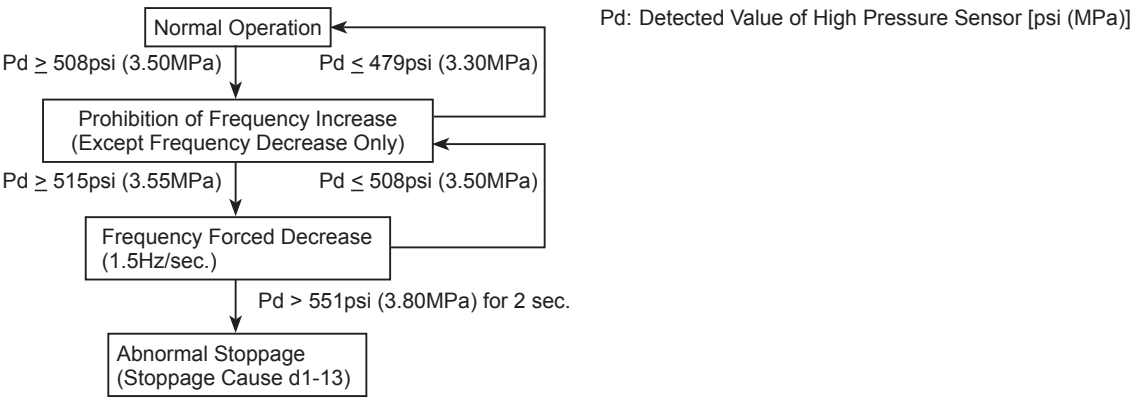 Pd: Detected Value of High Pressure Sensor [psi (MPa)]
Normal Operation
Pd ≥ 508psi (3.50MPa)
Pd ≤ 479psi (3.30MPa)
Prohibition of Frequency Increase
(Except Frequency Decrease Only)
Pd ≥ 515psi (3.55MPa)
Pd ≤ 508psi (3.50MPa)
Frequency Forced Decrease
(1.5Hz/sec.)
Pd > 551psi (3.80MPa) for 2 sec.
Abnormal Stoppage
(Stoppage Cause d1-13)